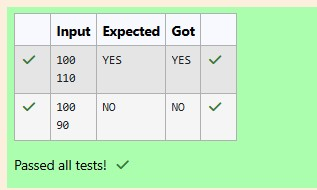 Input Expected Got
100 YES YES
110
100 NO NO
90
Passed all tests!